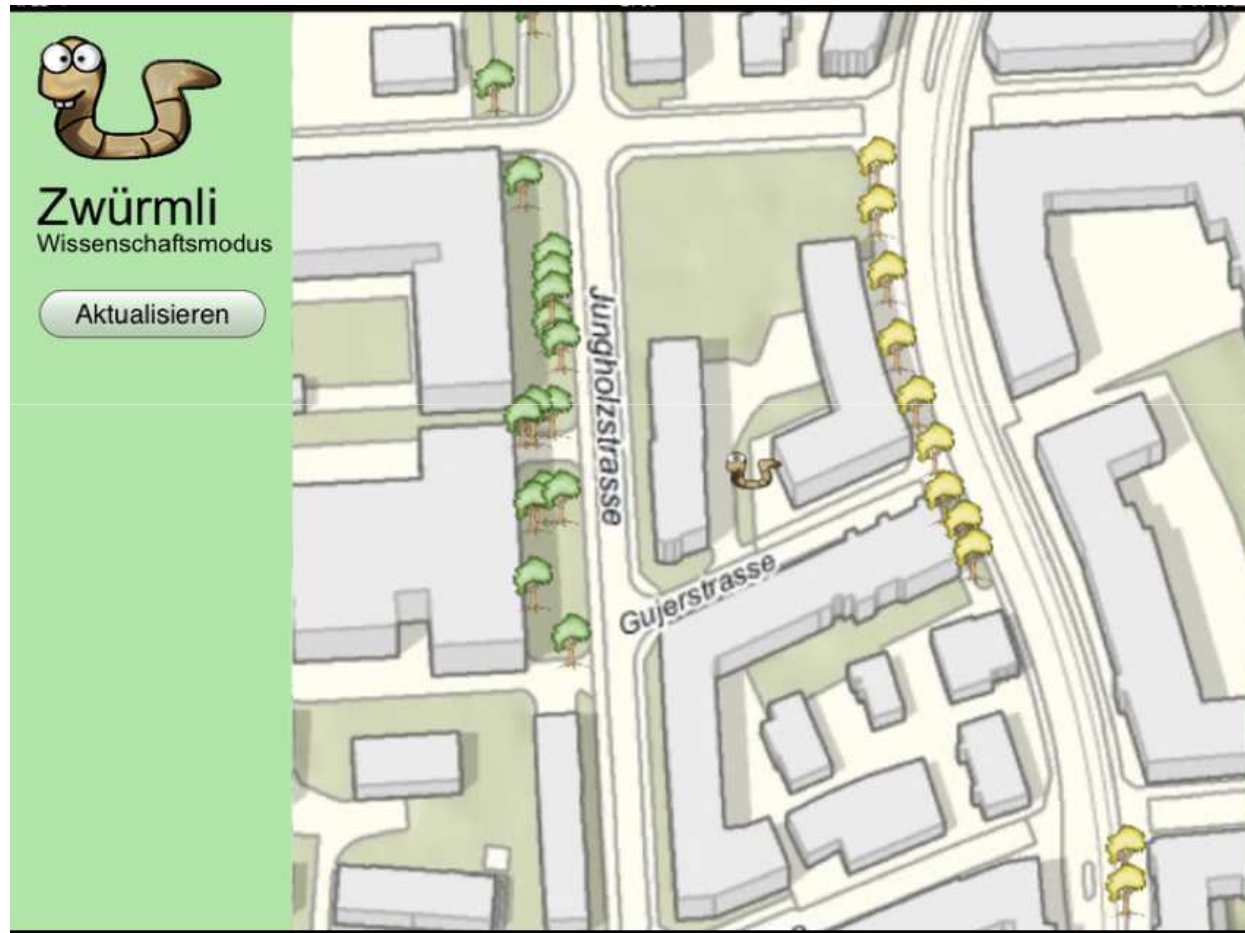 Zwürmli
Wissenschaftsmodus
Aktualisieren
Jungholzstrasse
Gujerstrasse